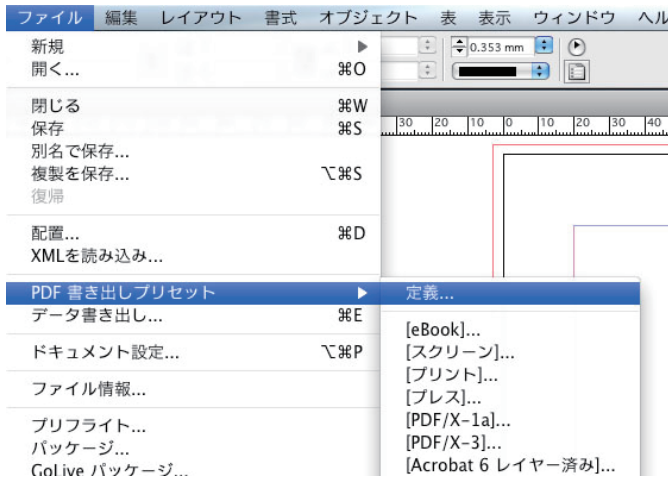 ファイル 編集 レイアウト 書式 オブジェクト 表 表示 ウィンドウ ヘル
新規
開く... ⌘O
0.353 mm
閉じる ⌘W
保存 ⌘S
別名で保存...
複製を保存... ⌥⌘S
復帰
30 20 10 0 10 20 30 40
配置... ⌘D
XMLを読み込み...
PDF 書き出しプリセット ▶
データ書き出し... ⌘E
ドキュメント設定... ⌥⌘P
ファイル情報...
プリフライト...
パッケージ...
GoLive パッケージ...
定義...
[eBook]...
[スクリーン]...
[プリント]...
[プレス]...
[PDF/X-1a]...
[PDF/X-3]...
[Acrobat 6 レイヤー済み]...